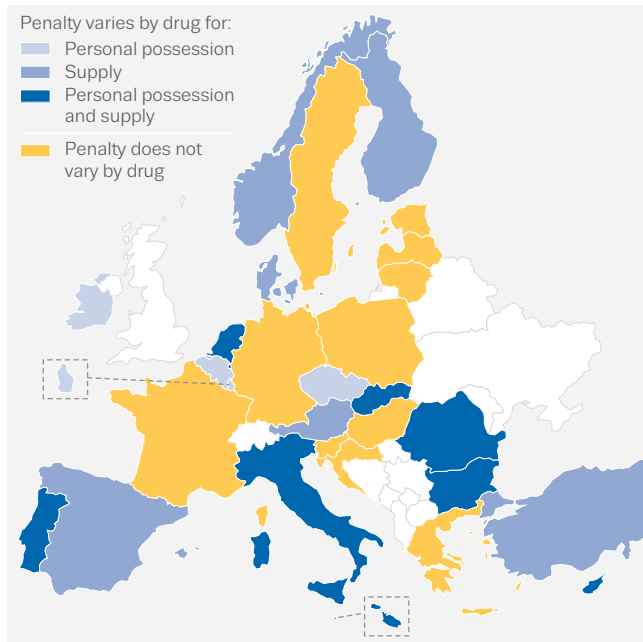 Penalty varies by drug for:
Personal possession
Supply
Personal possession
and supply
Penalty does not
vary by drug